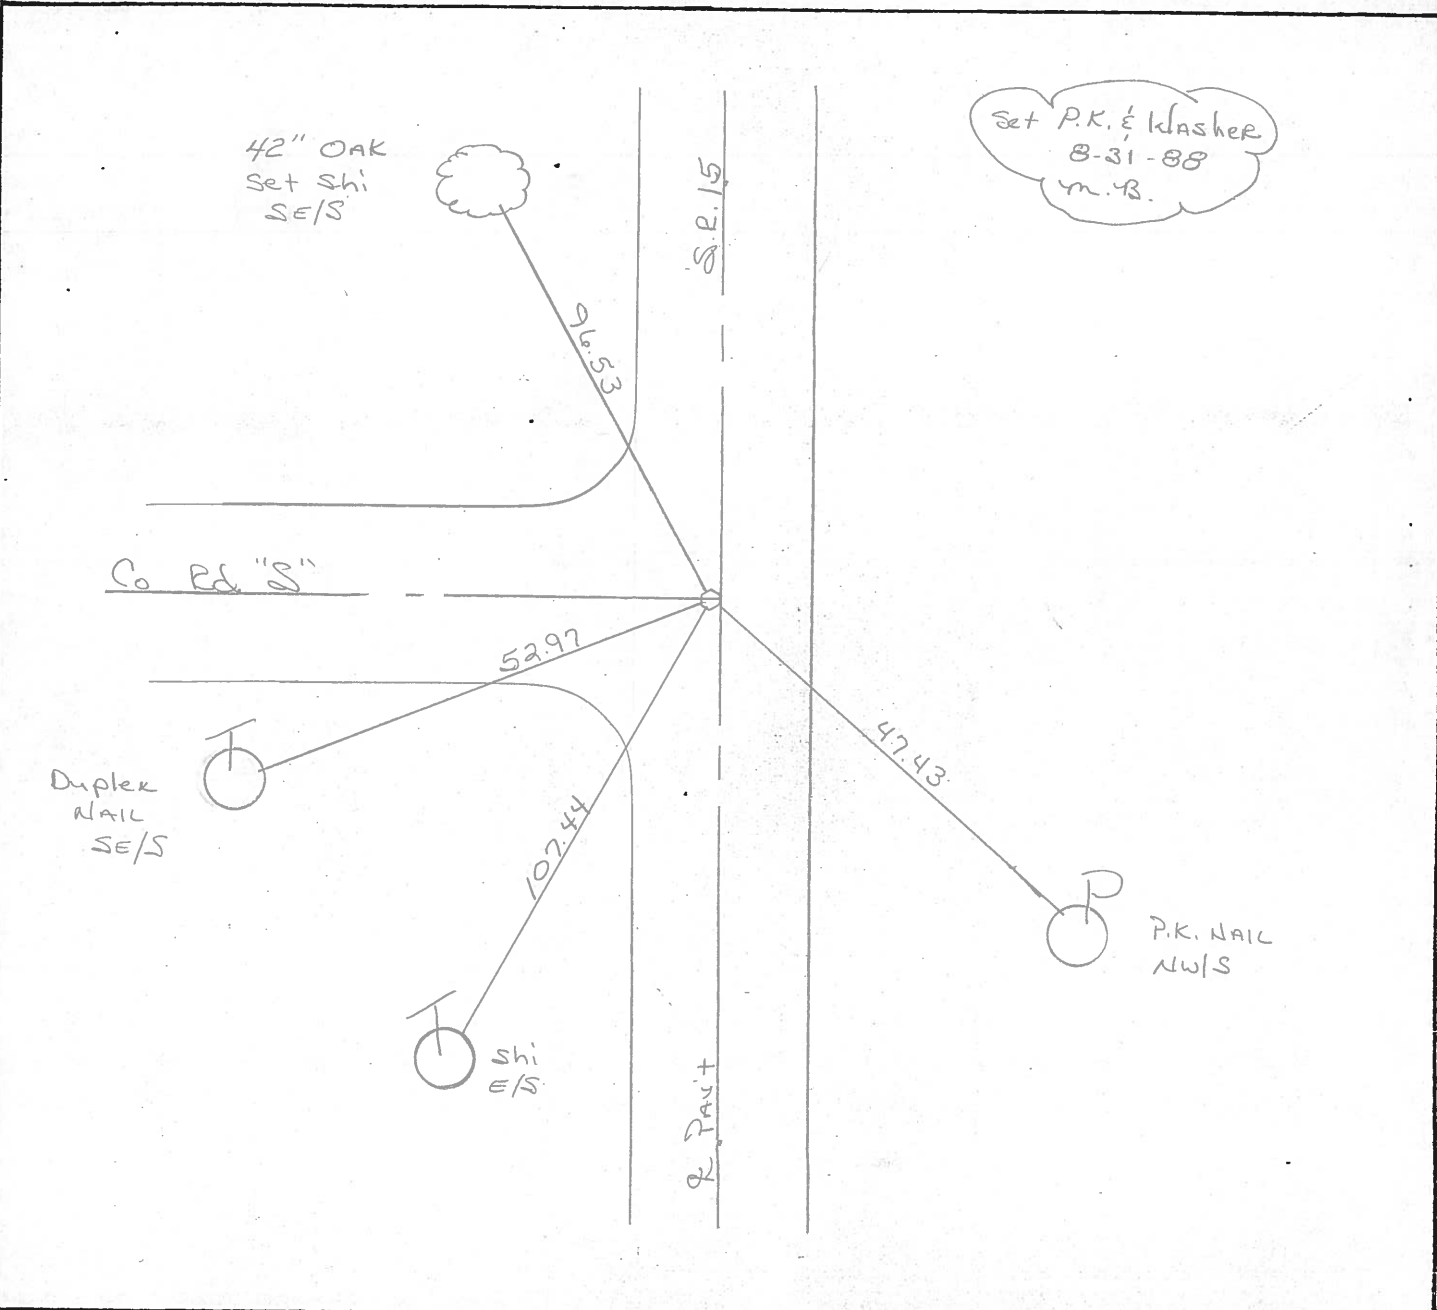 Set P.K. & Washer
8-31-88
M.B.
42" OAK
Set Shi
SE/S
S.R. 15
96.53
Co Rd. "S"
52.97
47.43
107.44
Duplex
NAIL
SE/S
P.K. NAIL
NW/S
Shi
E/S
℄ PAV'T